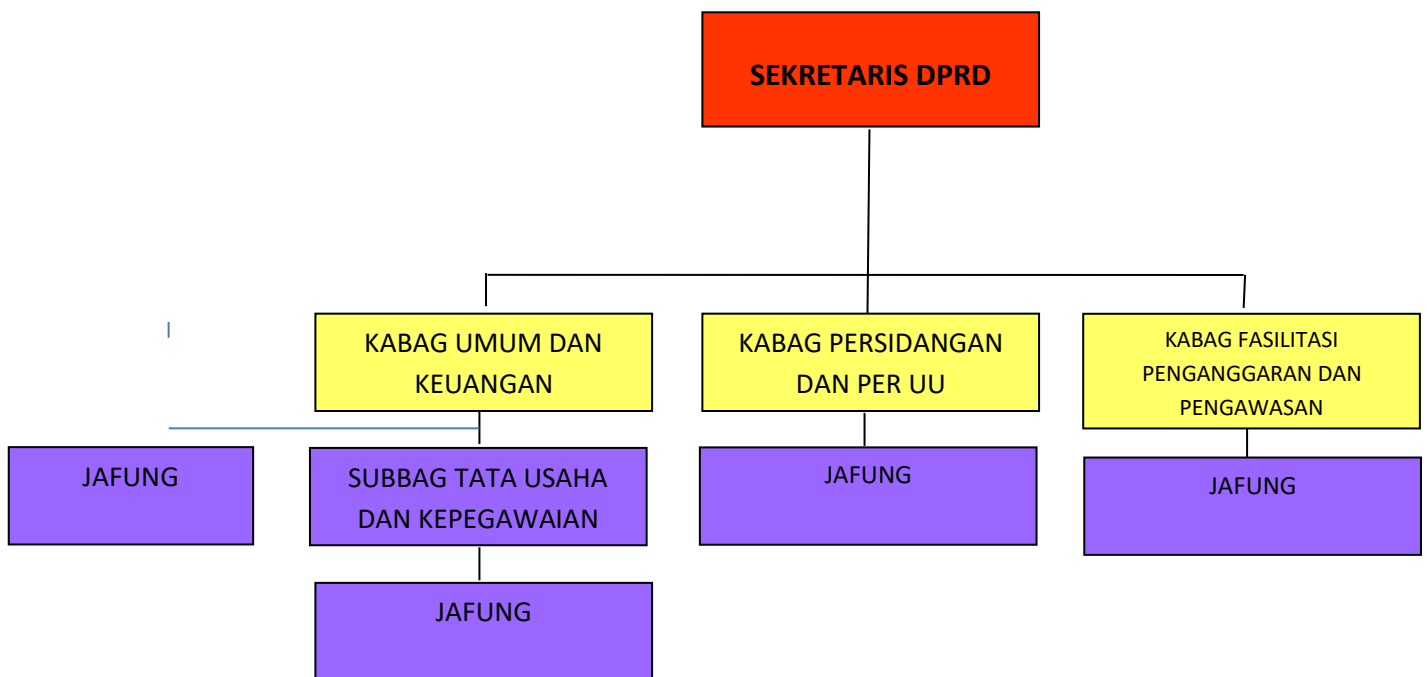 SEKRETARIS DPRD
KABAG UMUM DAN
KEUANGAN
KABAG PERSIDANGAN
DAN PER UU
KABAG FASILITASI
PENGANGGARAN DAN
PENGAWASAN
JAFUNG
SUBBAG TATA USAHA
DAN KEPEGAWAIAN
JAFUNG
JAFUNG
JAFUNG